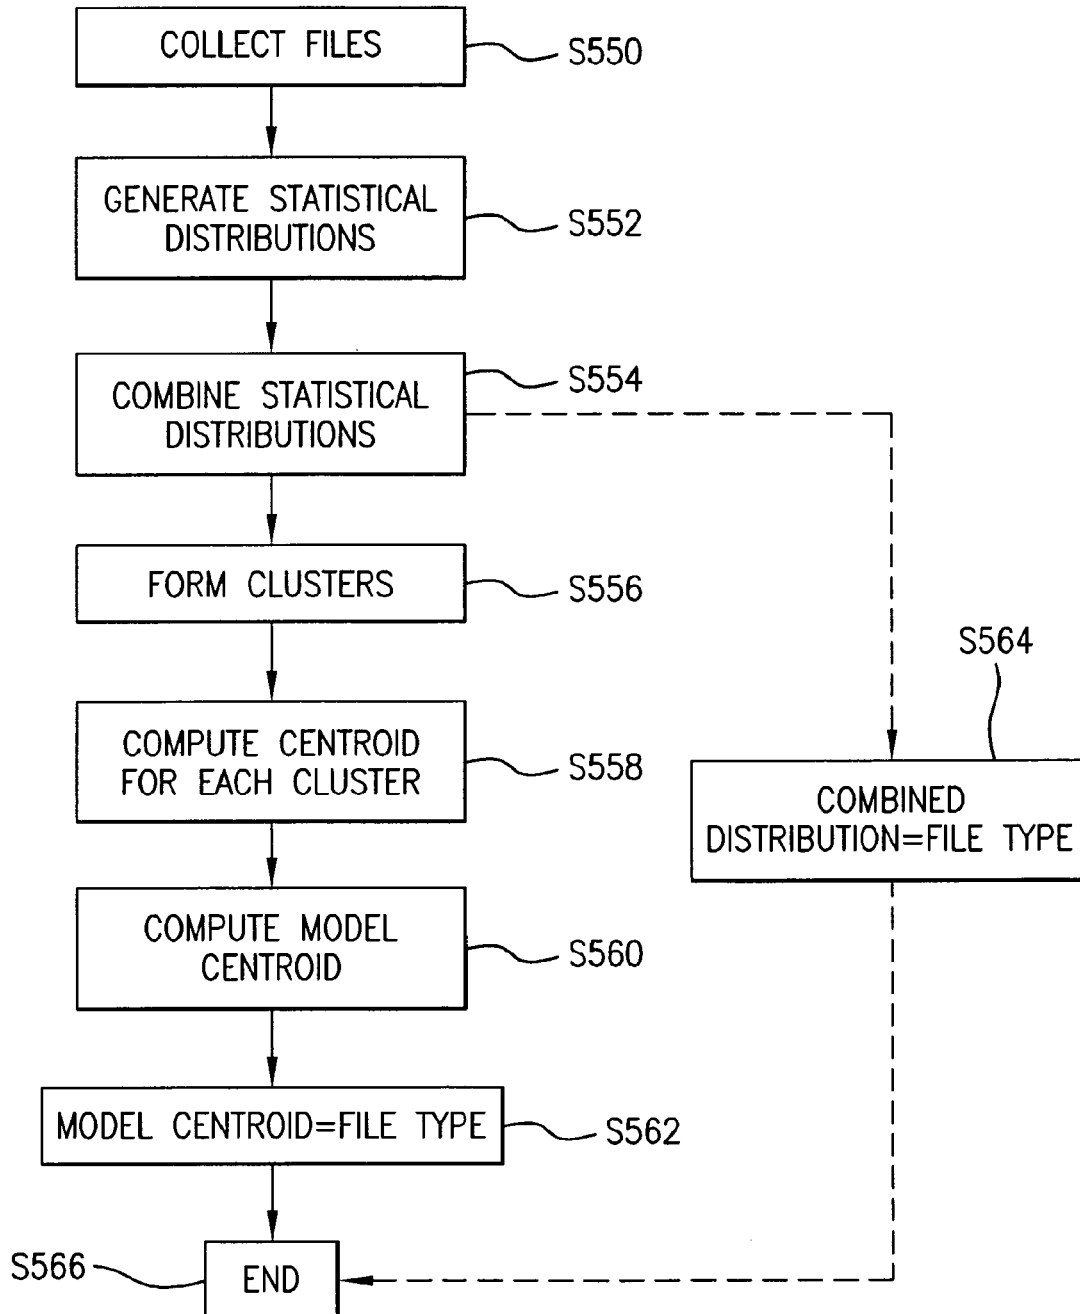 COLLECT FILES
S550
GENERATE STATISTICAL
DISTRIBUTIONS
S552
COMBINE STATISTICAL
DISTRIBUTIONS
S554
FORM CLUSTERS
S556
COMPUTE CENTROID
FOR EACH CLUSTER
S558
S564
COMBINED
DISTRIBUTION=FILE TYPE
COMPUTE MODEL
CENTROID
S560
MODEL CENTROID=FILE TYPE
S562
S566
END